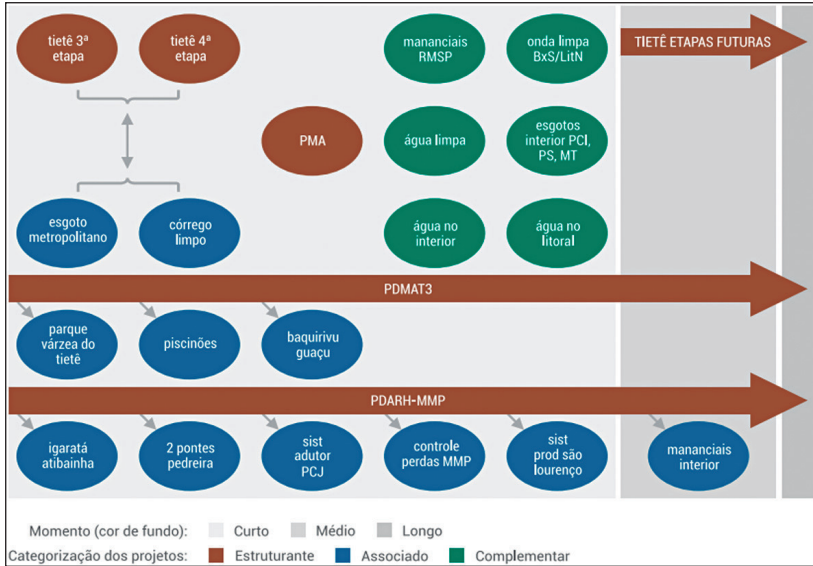 tietê 3ª
etapa
tietê 4ª
etapa
mananciais
RMSP
onda limpa
BxS/LitN
TIETÊ ETAPAS FUTURAS
PMA
água limpa
esgotos
interior PCI,
PS, MT
esgoto
metropolitano
córrego
limpo
água no
interior
água no
litoral
PDMAT3
parque
várzea do
tietê
piscinões
baquirivu
guaçu
PDARH-MMP
igaratá
atibainha
2 pontes
pedreira
sist
adutor
PCJ
controle
perdas MMP
sist
prod são
lourenço
mananciais
interior
Momento (cor de fundo): Curto Médio Longo
Categorização dos projetos: Estruturante Associado Complementar